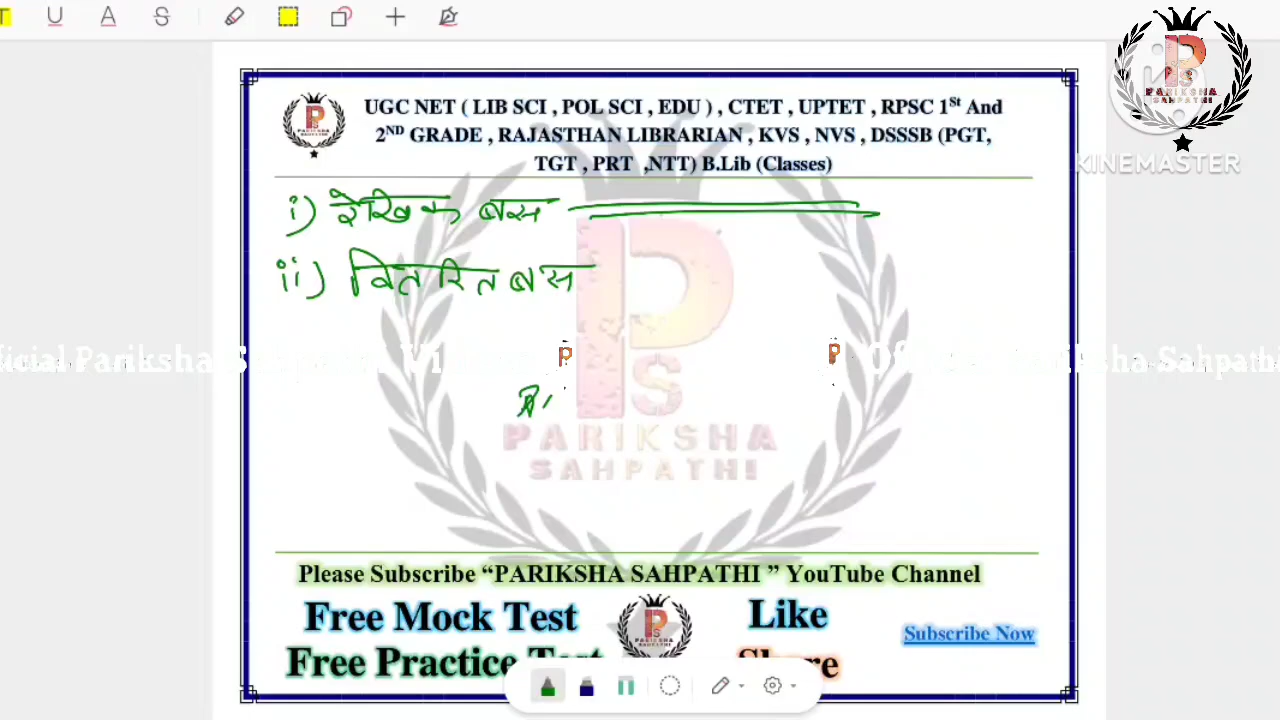 UGC NET ( LIB SCI , POL SCI , EDU ) , CTET , UPTET , RPSC 1St And
2ND GRADE , RAJASTHAN LIBRARIAN , KVS , NVS , DSSSB (PGT,
TGT , PRT ,NTT) B.Lib (Classes)
KINEMASTER
i) रेखिक बस
ii) वितरित बस
PARIKSHA
SAHPATHI
Please Subscribe “PARIKSHA SAHPATHI ” YouTube Channel
Free Mock Test
Like
Subscribe Now
Free Practice Test
Share